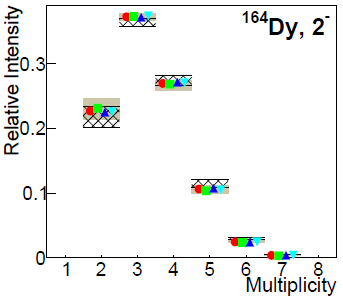 Relative Intensity
¹⁶⁴Dy, 2⁻
0.3
0.2
0.1
0
1 2 3 4 5 6 7 8
Multiplicity